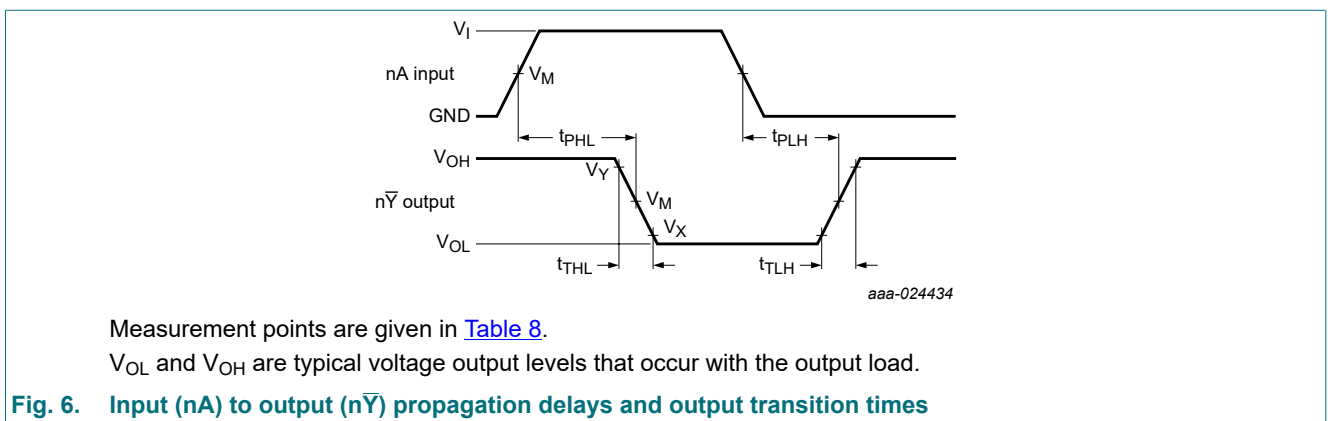 V_I
nA input
V_M
GND
t_PHL
t_PLH
V_OH
V_Y
nY̅ output
V_M
V_X
V_OL
t_THL
t_TLH
aaa-024434
Measurement points are given in Table 8.
V_OL and V_OH are typical voltage output levels that occur with the output load.
Fig. 6. Input (nA) to output (nY̅) propagation delays and output transition times